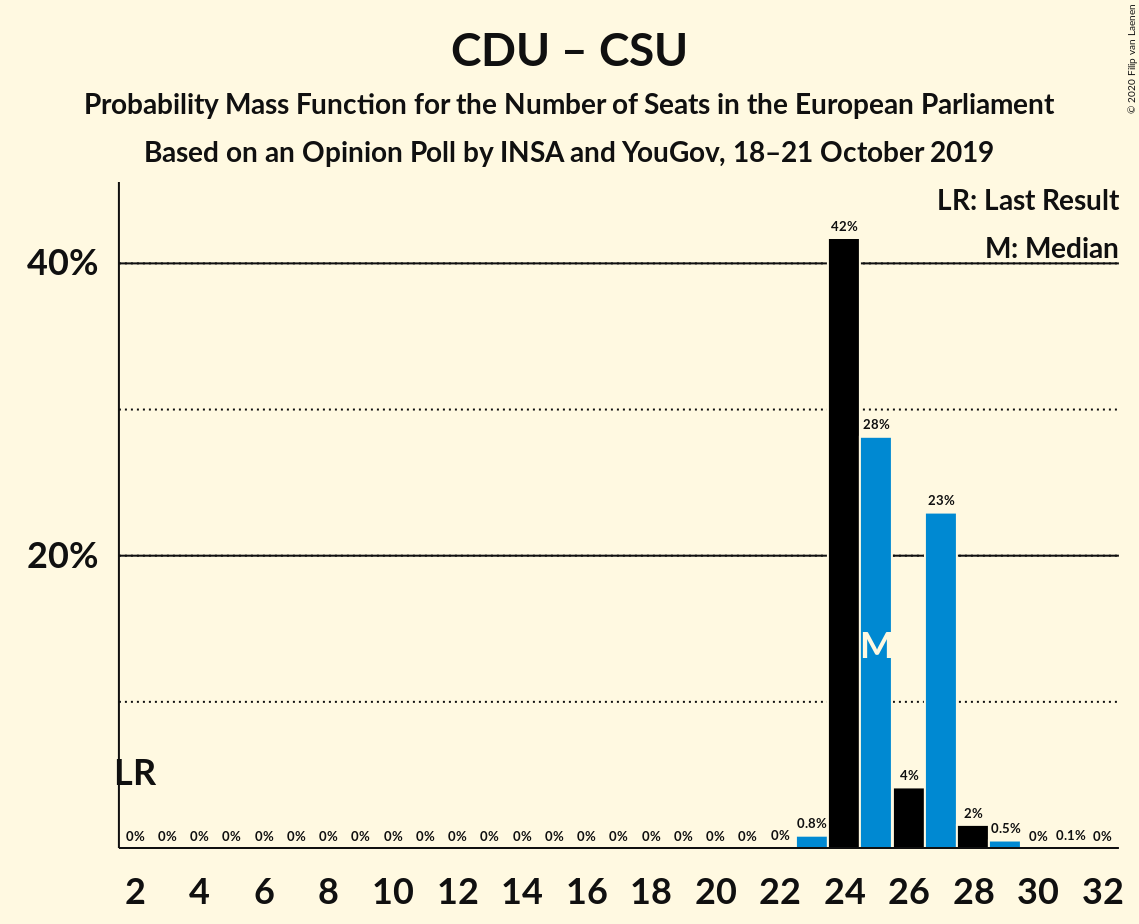 © 2020 Filip van Laenen
CDU – CSU
Probability Mass Function for the Number of Seats in the European Parliament
Based on an Opinion Poll by INSA and YouGov, 18–21 October 2019
LR: Last Result
M: Median
40%
20%
42%
28%
23%
M
4%
LR
0% 0% 0% 0% 0% 0% 0% 0% 0% 0% 0% 0% 0% 0% 0% 0% 0% 0% 0% 0% 0% 0.8% 2% 0.5% 0% 0.1% 0%
2 4 6 8 10 12 14 16 18 20 22 24 26 28 30 32